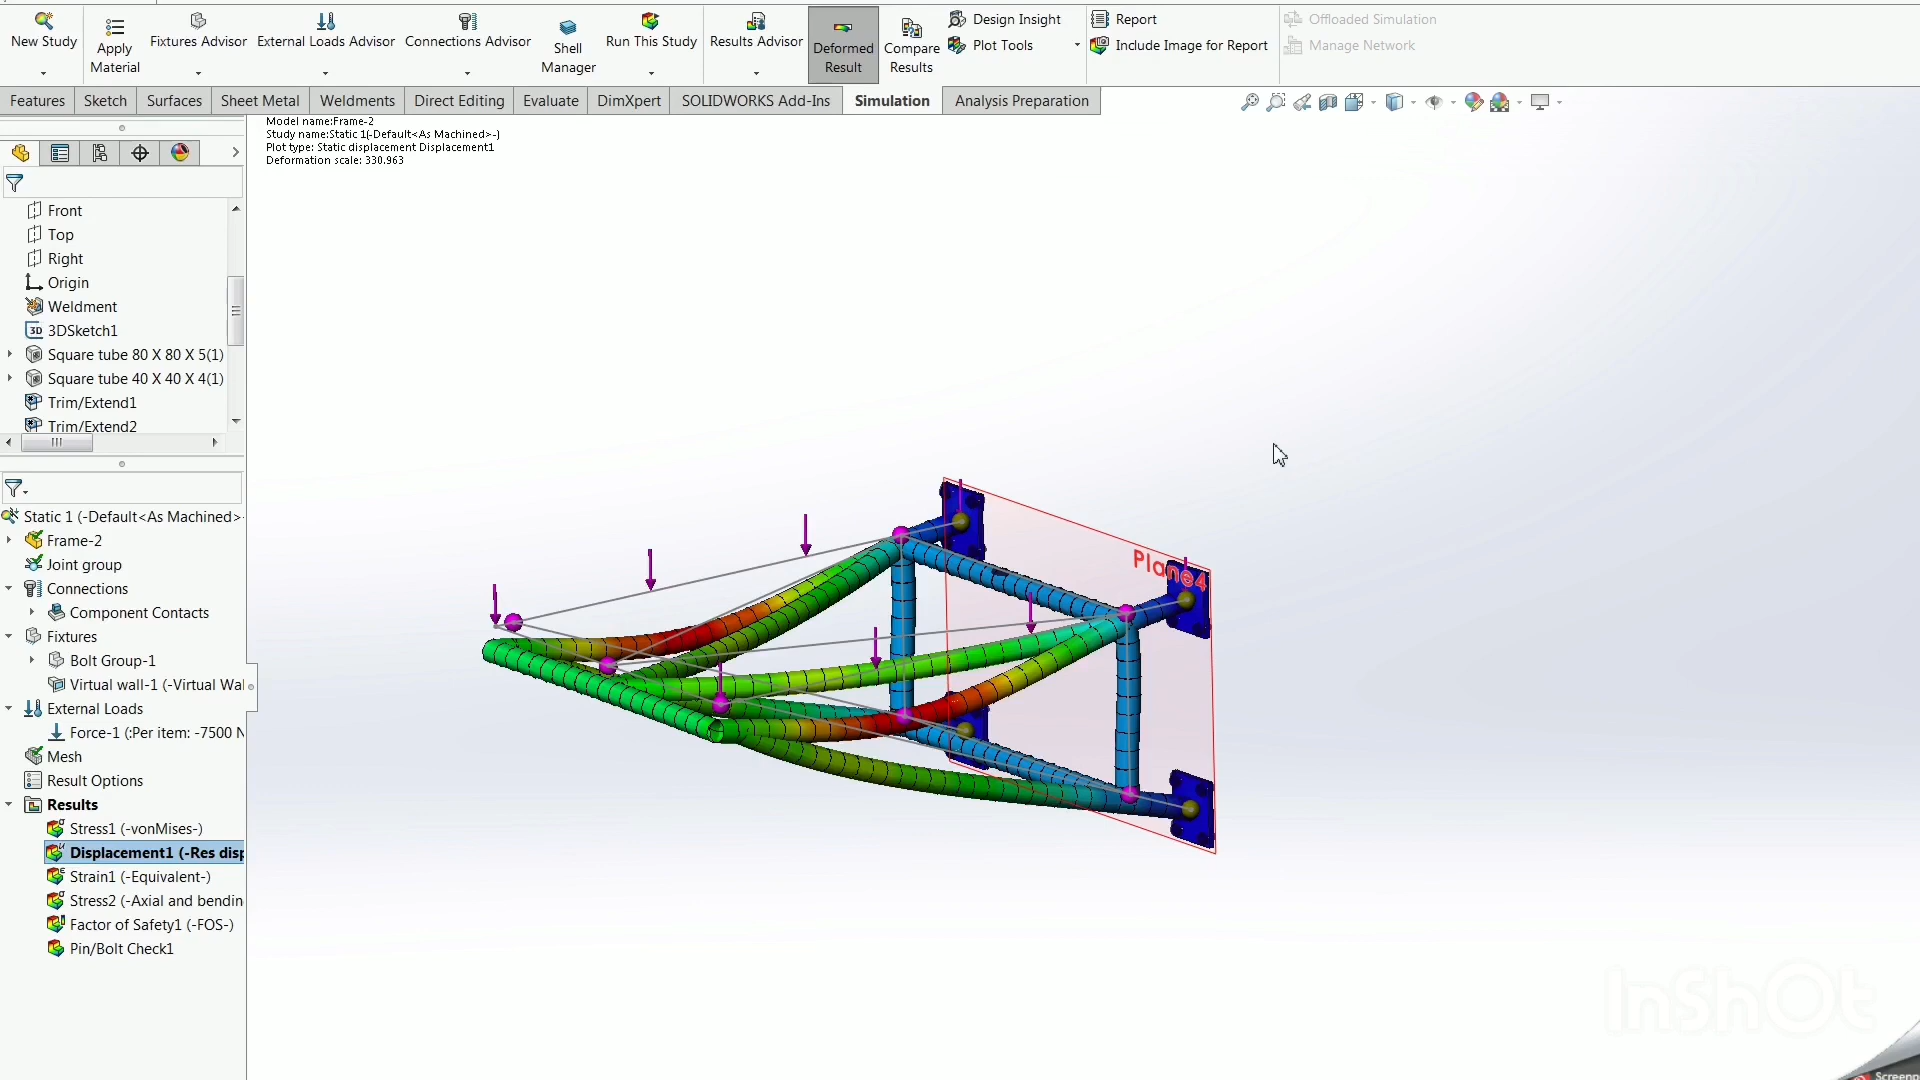 New Study
Apply
Material
Fixtures Advisor
External Loads Advisor
Connections Advisor
Shell
Manager
Run This Study
Results Advisor
Deformed
Result
Compare
Results
Design Insight
Plot Tools
Report
Include Image for Report
Offloaded Simulation
Manage Network
Features
Sketch
Surfaces
Sheet Metal
Weldments
Direct Editing
Evaluate
DimXpert
SOLIDWORKS Add-Ins
Simulation
Analysis Preparation
Model name:Frame-2
Study name:Static 1(-Default<As Machined>-)
Plot type: Static displacement Displacement1
Deformation scale: 330.963
Front
Top
Right
Origin
Weldment
3D
3DSketch1
Square tube 80 X 80 X 5(1)
Square tube 40 X 40 X 4(1)
Trim/Extend1
Trim/Extend2
Static 1 (-Default<As Machined>-
Frame-2
Joint group
Connections
Component Contacts
Fixtures
Bolt Group-1
Virtual wall-1 (-Virtual Wal
External Loads
Force-1 (:Per item: -7500 N
Mesh
Result Options
Results
Stress1 (-vonMises-)
Displacement1 (-Res disp
Strain1 (-Equivalent-)
Stress2 (-Axial and bendin
Factor of Safety1 (-FOS-)
Pin/Bolt Check1
Plane4
InShOt